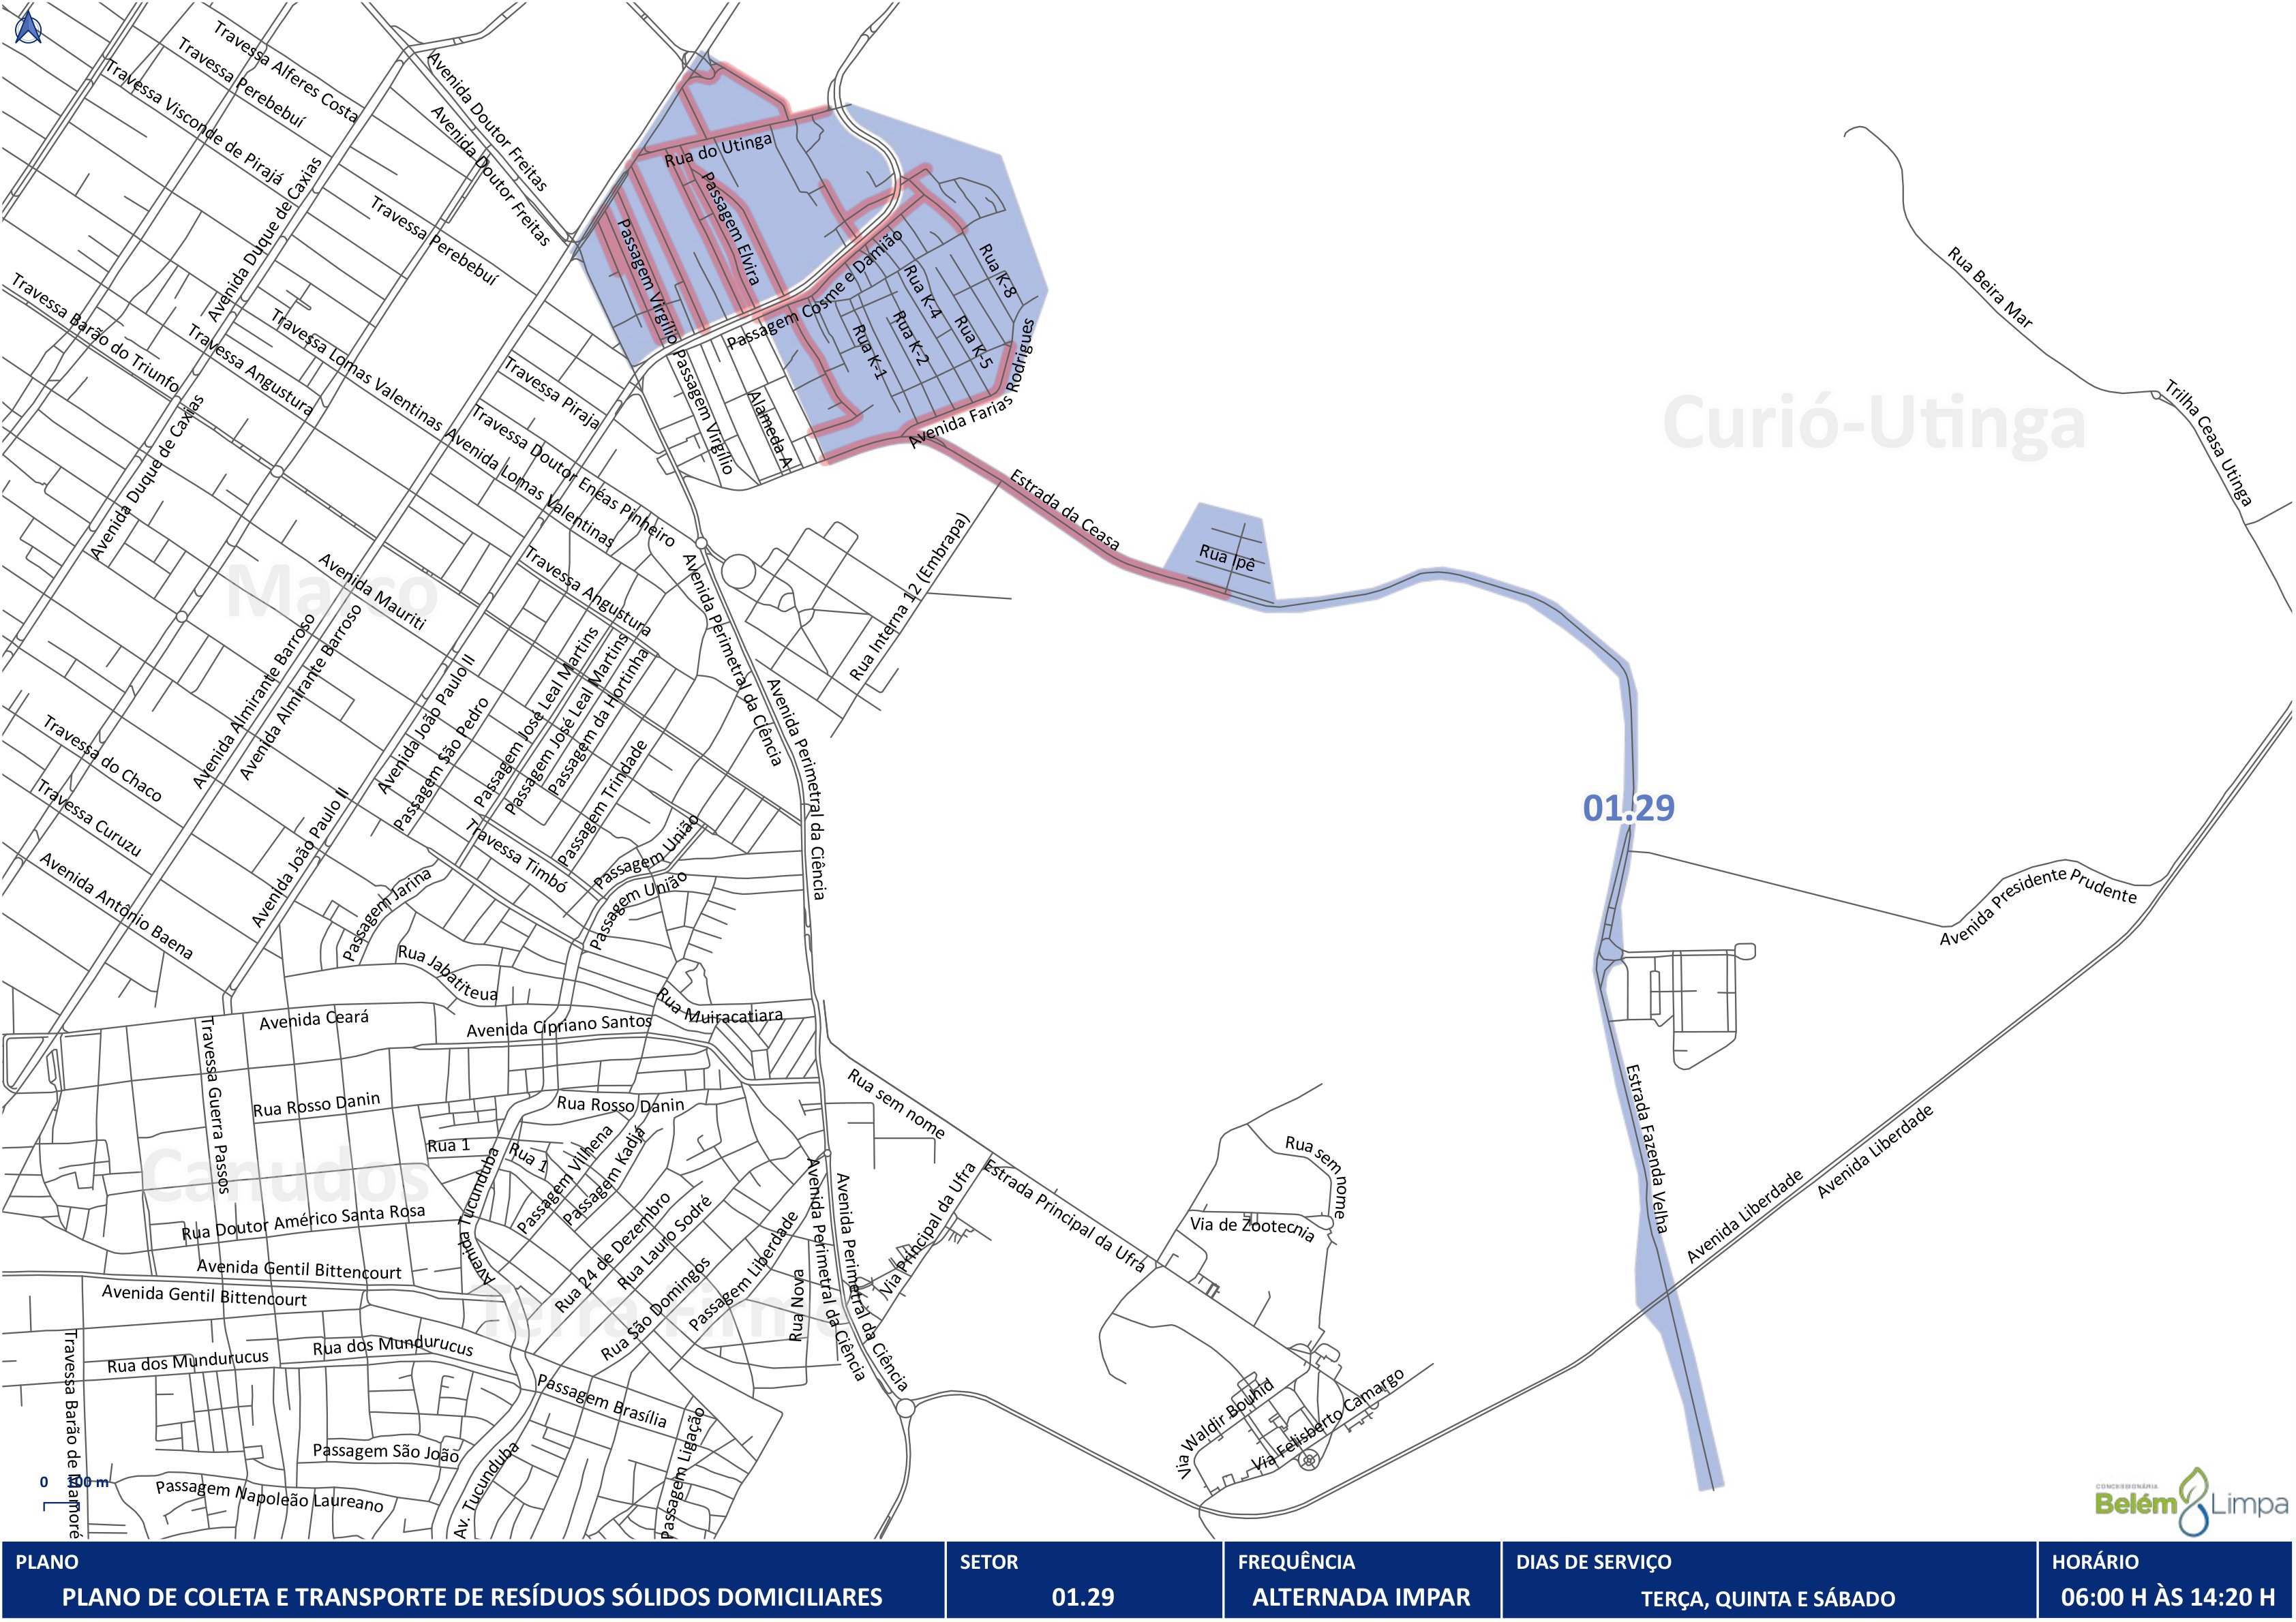 Travessa Alferes Costa
Travessa Perebebuí
Travessa Visconde de Pirajá
Avenida Doutor Freitas
Avenida Doutor Freitas
Avenida Duque de Caxias
Travessa Perebebuí
Rua do Utinga
Passagem Elvira
Passagem Virgílio
Passagem Cosme e Damião
Rua K-8
Rua K-4
Rua K-2
Rua K-5
Rua K-1
Avenida Farias Rodrigues
Rua Beira Mar
Trilha Ceasa Utinga
Curió-Utinga
Travessa Barão do Triunfo
Travessa Angustura
Travessa Lomas Valentinas
Avenida Lomas Valentinas
Travessa Piraja
Travessa Doutor Enéas Pinheiro
Passagem Virgílio
Alameda A
Avenida Duque de Caxias
Estrada da Ceasa
Rua Ipê
Rua Interna 12 (Embrapa)
Marco
Avenida Mauriti
Travessa Angustura
Avenida Perimetral da Ciência
Avenida Perimetral da Ciência
Avenida Almirante Barroso
Avenida Almirante Barroso
Avenida João Paulo II
Passagem São Pedro
Passagem José Leal Martins
Passagem José Leal Martins
Passagem da Hortinha
Passagem Trindade
Travessa do Chaco
Travessa Curuzu
Avenida Antônio Baena
Avenida João Paulo II
Travessa Timbó
Passagem União
Passagem União
Passagem Jarina
Rua Jabatiteua
01.29
Avenida Presidente Prudente
Avenida Ceará
Avenida Cipriano Santos
Rua Muiracatiara
Travessa Guerra Passos
Rua Rosso Danin
Rua Rosso Danin
Rua 1
Rua 1
Passagem Vilhena
Passagem Kadjá
Rua sem nome
Estrada Principal da Ufra
Via Principal da Ufra
Rua sem nome
Via de Zootecnia
Estrada Fazenda Velha
Avenida Liberdade
Avenida Liberdade
Canudos
Avenida Tucunduba
Rua Doutor Américo Santa Rosa
Rua 24 de Dezembro
Rua Lauro Sodré
Rua São Domingos
Passagem Liberdade
Rua Nova
Avenida Perimetral da Ciência
Avenida Perimetral da Ciência
Terra Firme
Avenida Gentil Bittencourt
Avenida Gentil Bittencourt
Rua dos Mundurucus
Rua dos Mundurucus
Travessa Barão de Mamoré
Passagem Brasília
Passagem Ligação
Passagem São João
Passagem Napoleão Laureano
Av. Tucunduba
Via Waldir Bouhid
Via Felisberto Camargo
0 100 m
CONCESSIONÁRIA
Belém Limpa
PLANO
PLANO DE COLETA E TRANSPORTE DE RESÍDUOS SÓLIDOS DOMICILIARES
SETOR
01.29
FREQUÊNCIA
ALTERNADA IMPAR
DIAS DE SERVIÇO
TERÇA, QUINTA E SÁBADO
HORÁRIO
06:00 H ÀS 14:20 H